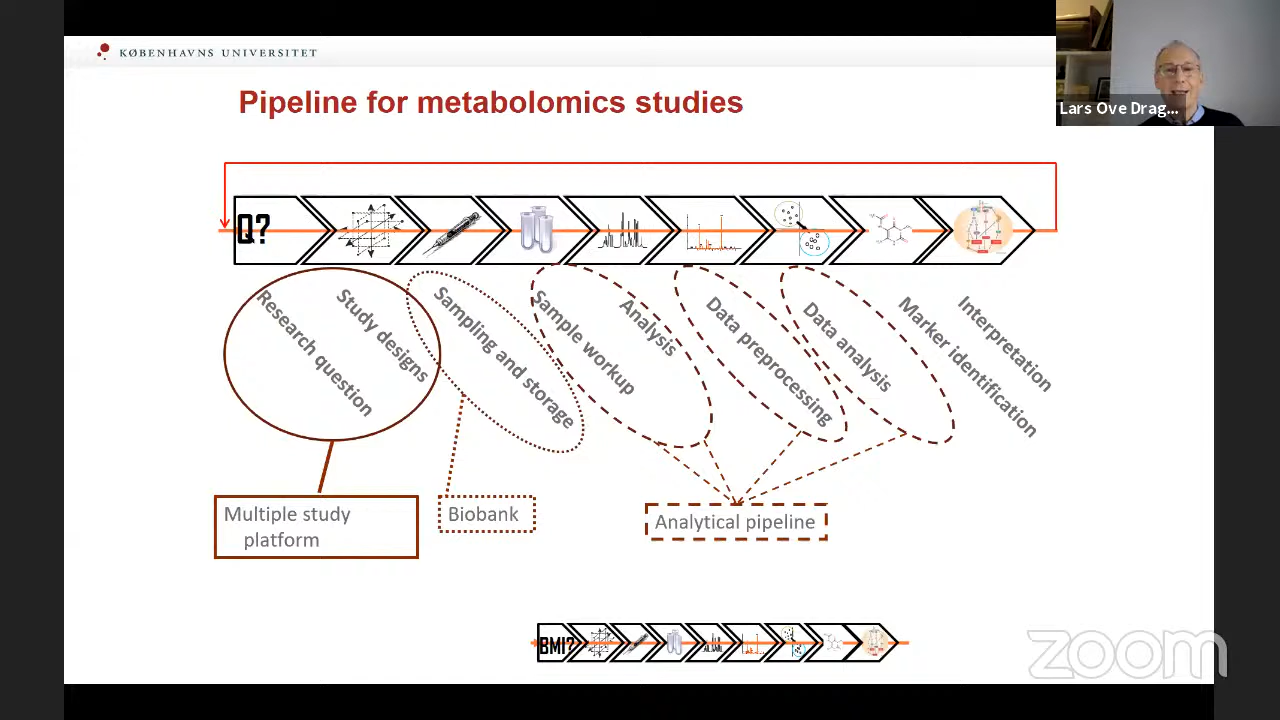 KØBENHAVNS UNIVERSITET
Lars Ove Drag...
Pipeline for metabolomics studies
Q?
Research question
Study designs
Sampling and storage
Sample workup
Analysis
Data preprocessing
Data analysis
Marker identification
Interpretation
Multiple study
platform
Biobank
Analytical pipeline
BMI?
zoom